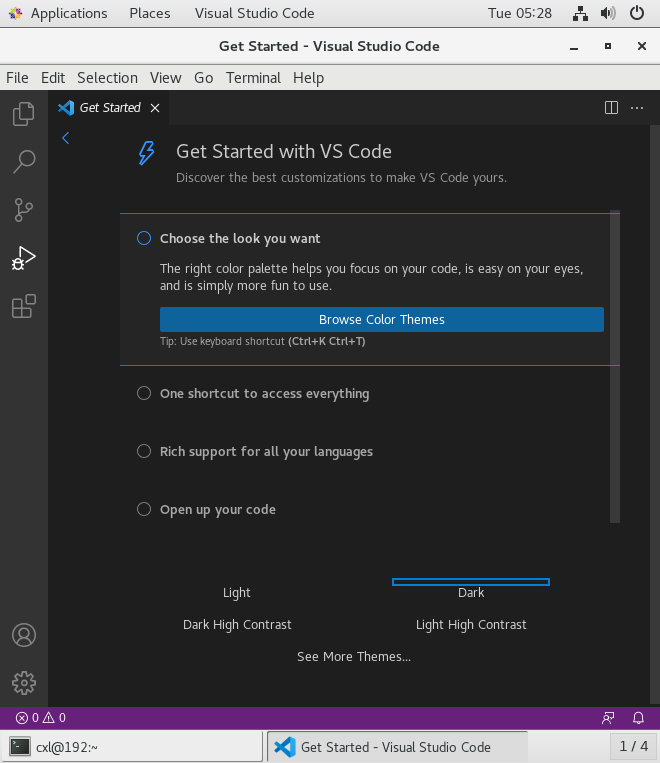 Applications Places Visual Studio Code Tue 05:28
Get Started - Visual Studio Code
File Edit Selection View Go Terminal Help
Get Started
Get Started with VS Code
Discover the best customizations to make VS Code yours.
Choose the look you want
The right color palette helps you focus on your code, is easy on your eyes,
and is simply more fun to use.
Browse Color Themes
Tip: Use keyboard shortcut (Ctrl+K Ctrl+T)
One shortcut to access everything
Rich support for all your languages
Open up your code
Light Dark
Dark High Contrast Light High Contrast
See More Themes...
0 0
cxl@192:~ Get Started - Visual Studio Code 1 / 4